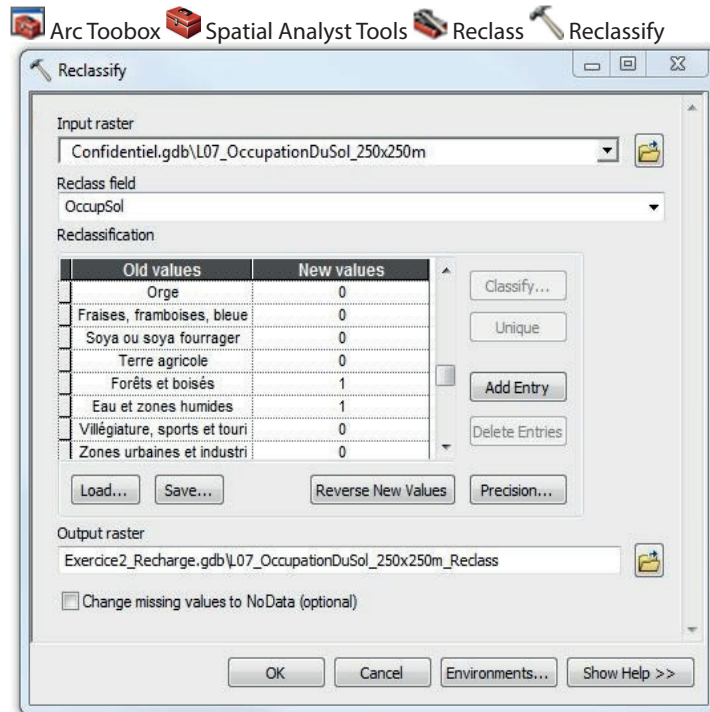 Arc Toobox Spatial Analyst Tools Reclass Reclassify
Reclassify
Input raster
Confidentiel.gdb\L07_OccupationDuSol_250x250m
Reclass field
OccupSol
Reclassification
Old values New values
Orge 0
Fraises, framboises, bleue 0
Soya ou soya fourrager 0
Terre agricole 0
Forêts et boisés 1
Eau et zones humides 1
Villégiature, sports et touri 0
Zones urbaines et industri 0
Classify...
Unique
Add Entry
Delete Entries
Load... Save... Reverse New Values Precision...
Output raster
Exercice2_Recharge.gdb\L07_OccupationDuSol_250x250m_Reclass
Change missing values to NoData (optional)
OK Cancel Environments... Show Help >>